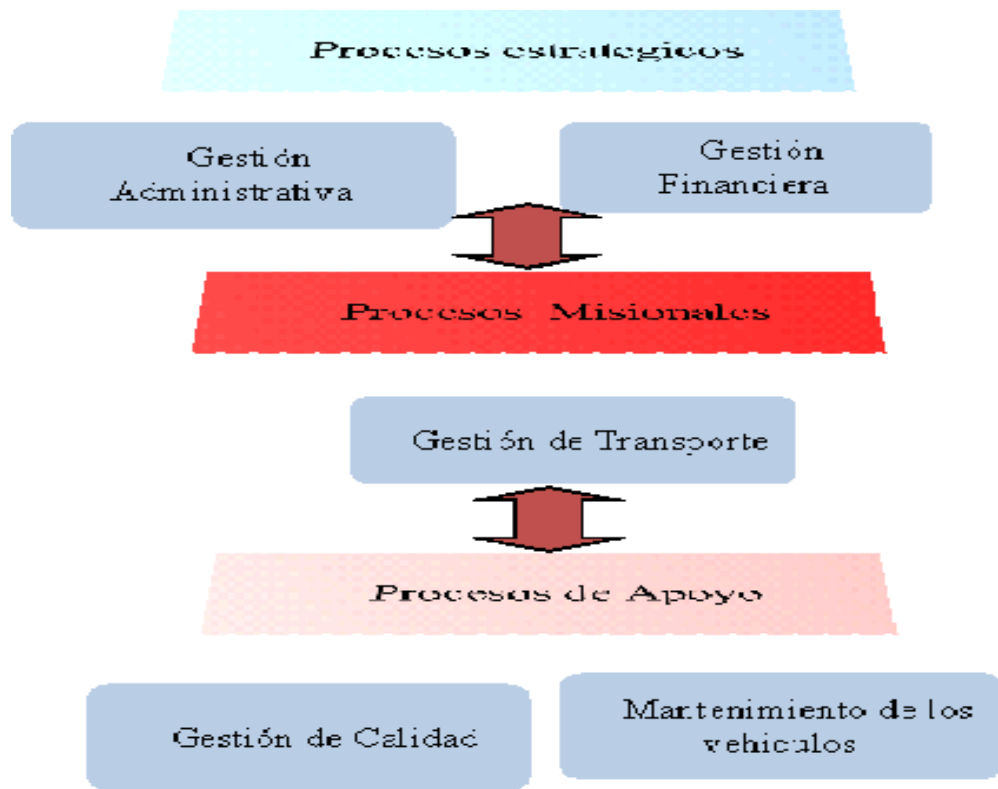 Procesos estrategicos
Gestión
Administrativa
Gestión
Financiera
Procesos Misionales
Gestión de Transporte
Procesos de Apoyo
Gestión de Calidad
Mantenimiento de los
vehiculos